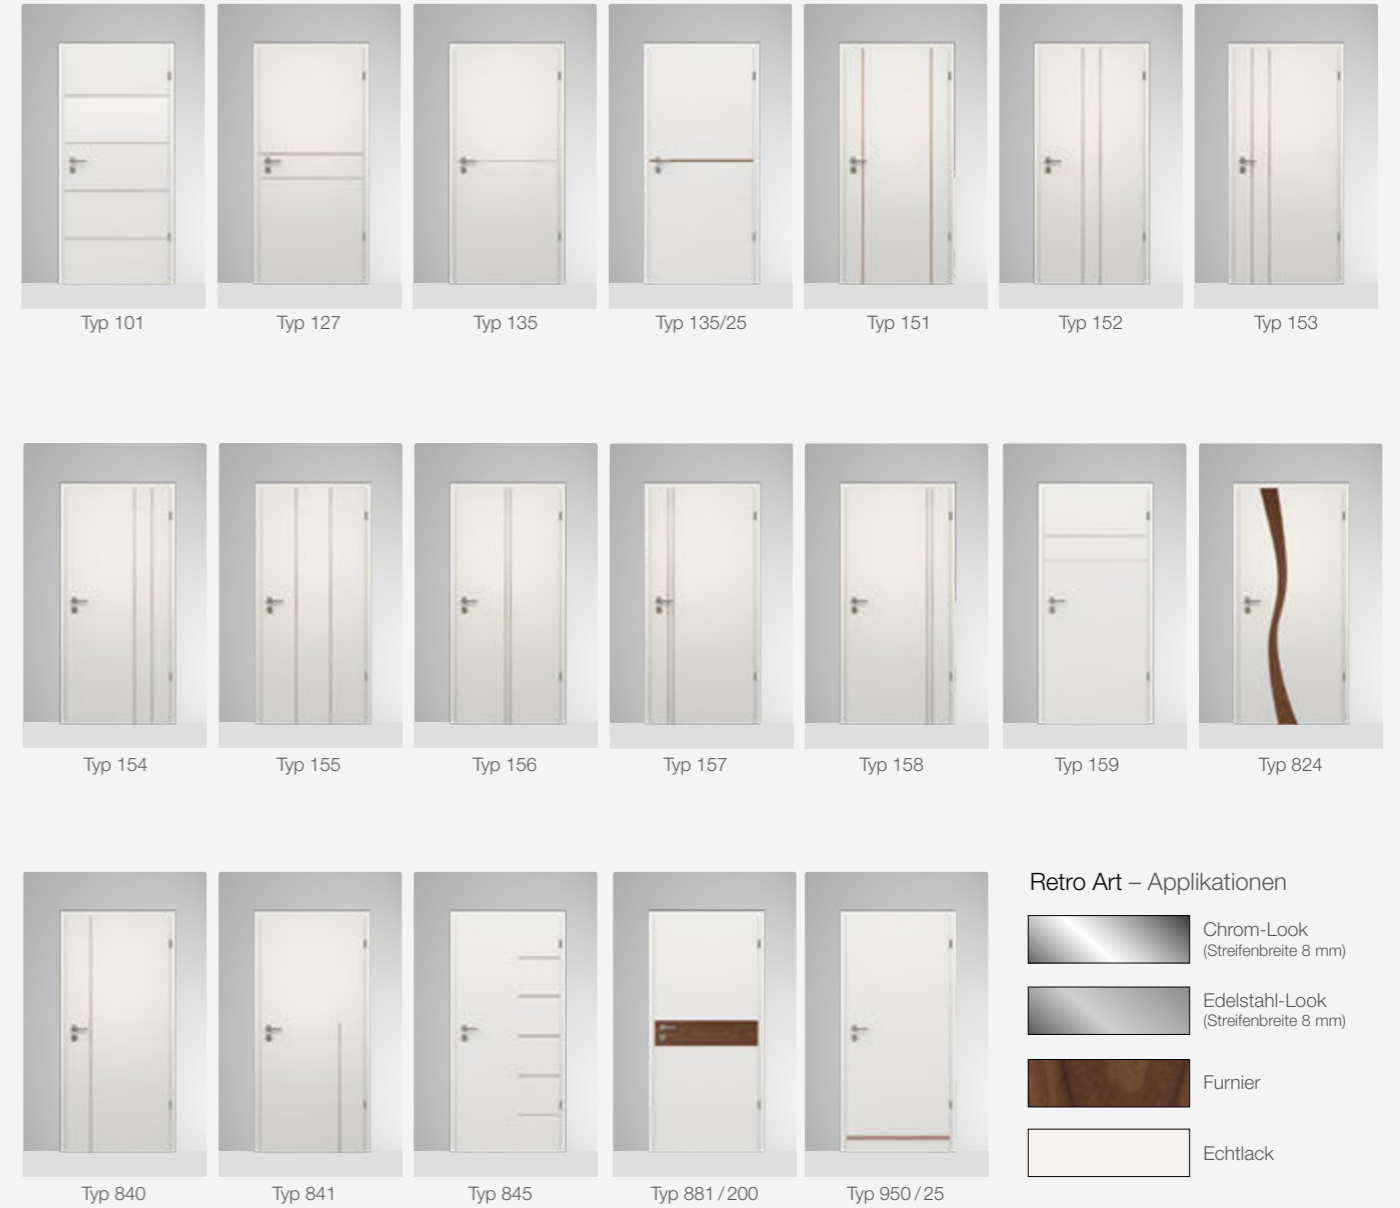 Typ 101
Typ 127
Typ 135
Typ 135/25
Typ 151
Typ 152
Typ 153
Typ 154
Typ 155
Typ 156
Typ 157
Typ 158
Typ 159
Typ 824
Typ 840
Typ 841
Typ 845
Typ 881 / 200
Typ 950 / 25
Retro Art – Applikationen
Chrom-Look
(Streifenbreite 8 mm)
Edelstahl-Look
(Streifenbreite 8 mm)
Furnier
Echtlack